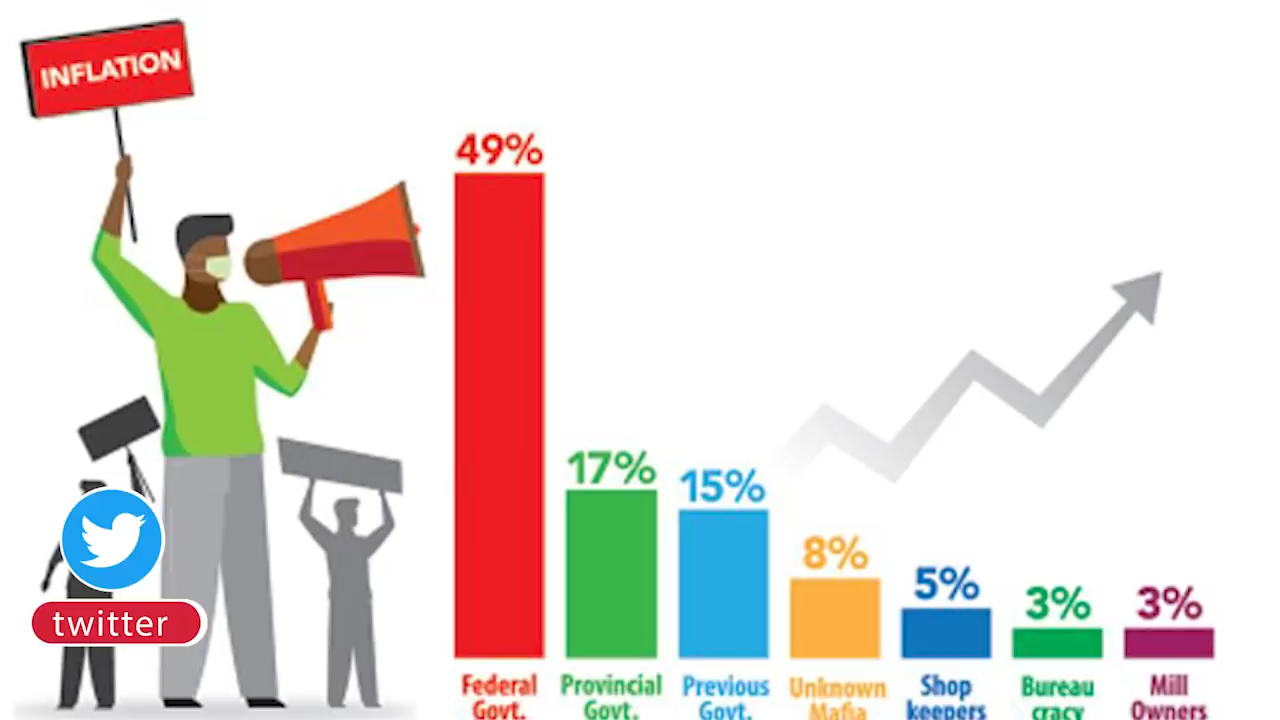 INFLATION
49%
17%
15%
8%
5%
3%
3%
Federal
Govt.
Provincial
Govt.
Previous
Govt.
Unknown
Mafia
Shop
keepers
Bureau
cracy
Mill
Owners
twitter